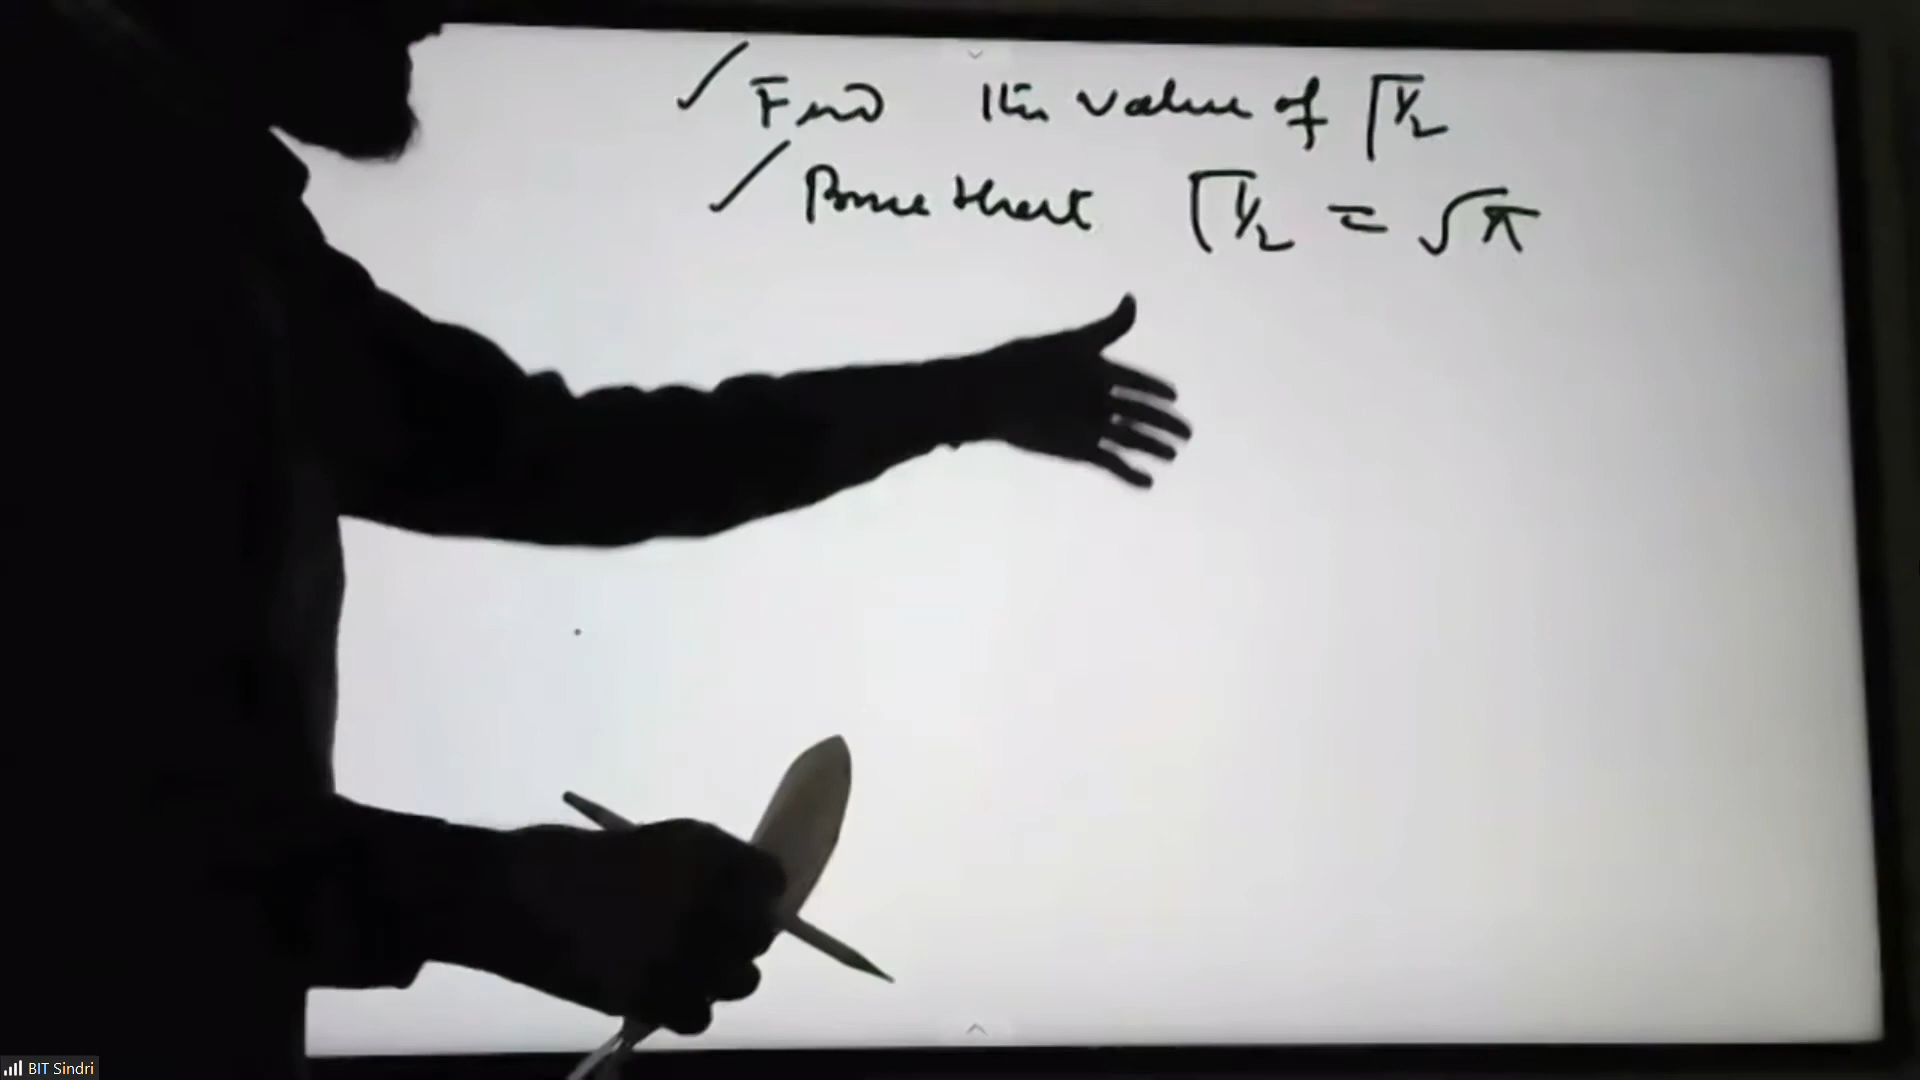 Find the value of Γ1/2
Prove that Γ1/2 = √π
BIT Sindri